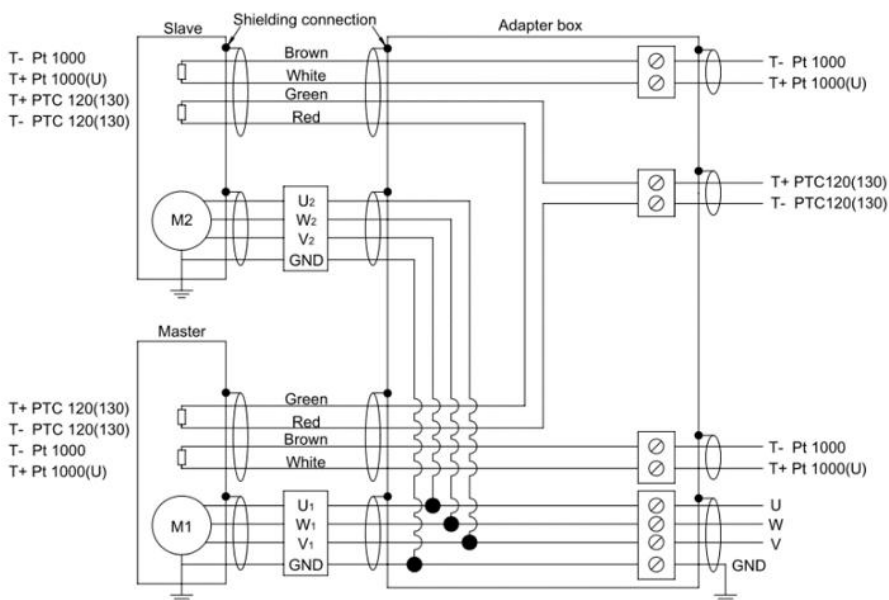 Slave
Shielding connection
Adapter box
T- Pt 1000
T+ Pt 1000(U)
T+ PTC 120(130)
T- PTC 120(130)
Brown
White
Green
Red
T- Pt 1000
T+ Pt 1000(U)
T+ PTC120(130)
T- PTC120(130)
M2
U2
W2
V2
GND
Master
T+ PTC 120(130)
T- PTC 120(130)
T- Pt 1000
T+ Pt 1000(U)
Green
Red
Brown
White
T- Pt 1000
T+ Pt 1000(U)
M1
U1
W1
V1
GND
U
W
V
GND